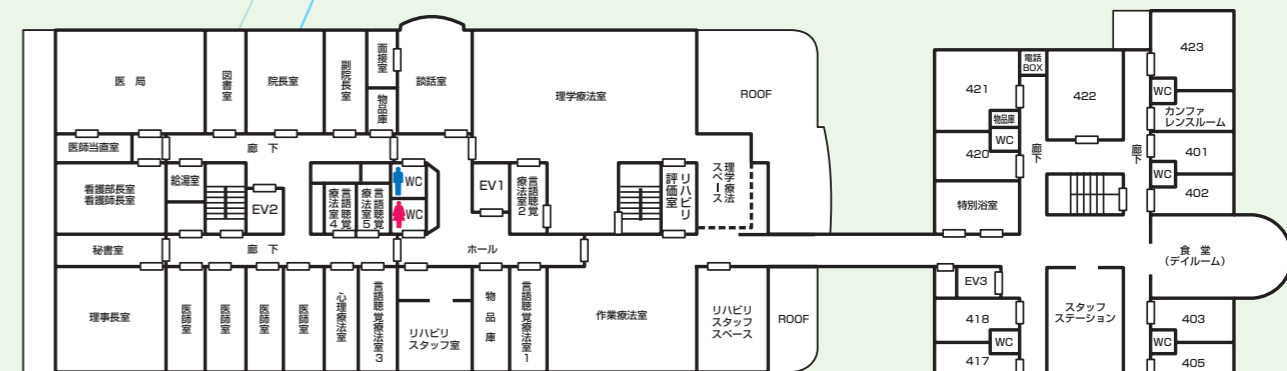 医 局
図書室
院長室
副院長室
面接室
物品庫
談話室
理学療法室
ROOF
医師当直室
廊 下
看護部長室
看護師長室
給湯室
EV2
言語聴覚
療法室4
言語聴覚
療法室5
WC
WC
EV1
言語聴覚
療法室2
リハビリ
評価室
理学療法
スペース
秘書室
廊 下
ホール
理事長室
医師室
医師室
医師室
医師室
心理療法室
言語聴覚療法室3
リハビリ
スタッフ室
物品庫
言語聴覚療法室1
作業療法室
リハビリ
スタッフ
スペース
ROOF
421
電話
BOX
422
423
物品庫
WC
WC
カンファ
レンスルーム
420
廊下
廊下
401
WC
402
特別浴室
食 堂
(デイルーム)
EV3
スタッフ
ステーション
418
WC
417
403
WC
405